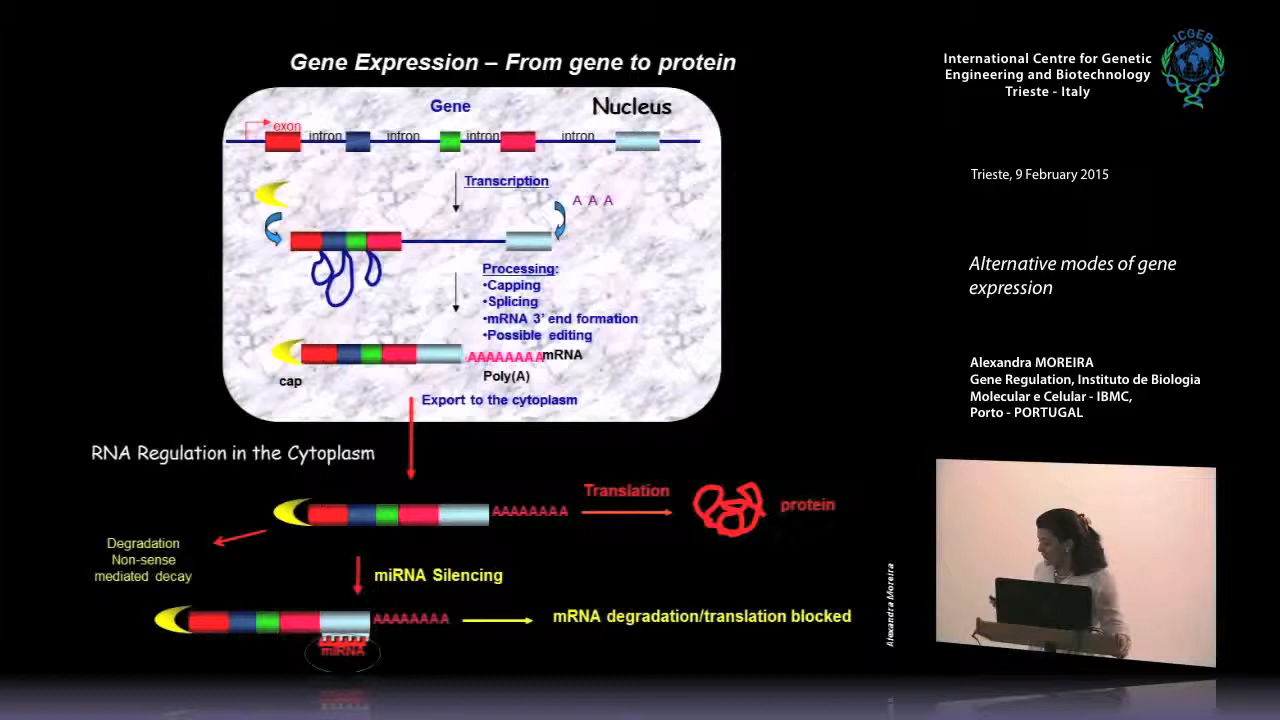 Gene Expression – From gene to protein
Gene
Nucleus
exon
intron
intron
intron
intron
Transcription
A A A
Processing:
•Capping
•Splicing
•mRNA 3' end formation
•Possible editing
AAAAAAAA mRNA
cap
Poly(A)
Export to the cytoplasm
RNA Regulation in the Cytoplasm
AAAAAAAA
Translation
protein
Degradation
Non-sense
mediated decay
miRNA Silencing
AAAAAAAA
mRNA degradation/translation blocked
miRNA
ICGEB
International Centre for Genetic
Engineering and Biotechnology
Trieste - Italy
Trieste, 9 February 2015
Alternative modes of gene
expression
Alexandra MOREIRA
Gene Regulation, Instituto de Biologia
Molecular e Celular - IBMC,
Porto - PORTUGAL
Alexandra Moreira